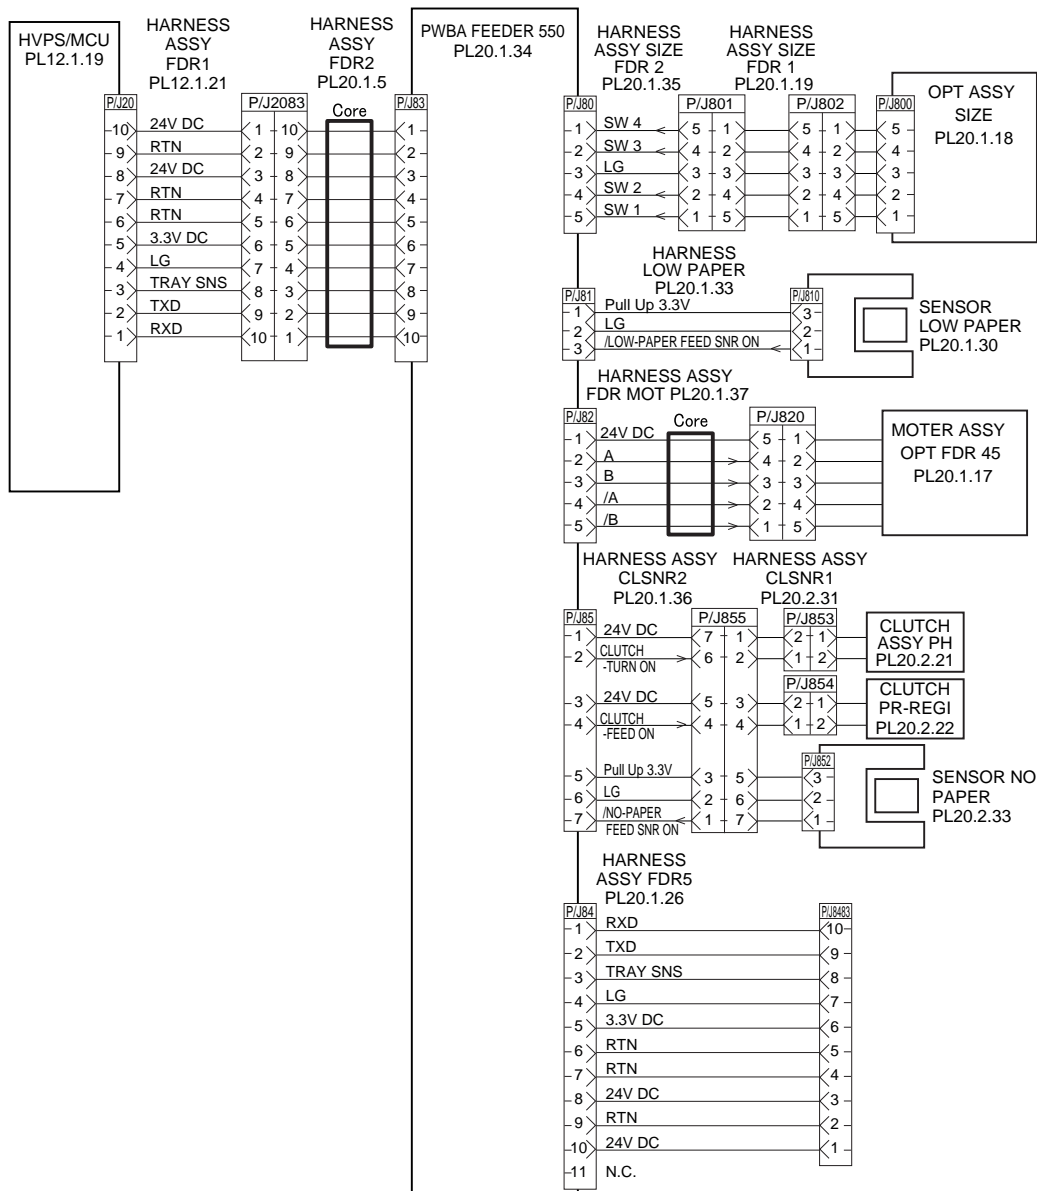 HVPS/MCU
PL12.1.19
HARNESS
ASSY
FDR1
PL12.1.21
HARNESS
ASSY
FDR2
PL20.1.5
PWBA FEEDER 550
PL20.1.34
P/J20
P/J2083
Core
P/J83
10 24V DC 1 10 1
9 RTN 2 9 2
8 24V DC 3 8 3
7 RTN 4 7 4
6 RTN 5 6 5
5 3.3V DC 6 5 6
4 LG 7 4 7
3 TRAY SNS 8 3 8
2 TXD 9 2 9
1 RXD 10 1 10
HARNESS
ASSY SIZE
FDR 2
PL20.1.35
HARNESS
ASSY SIZE
FDR 1
PL20.1.19
P/J80
P/J801
P/J802
P/J800
OPT ASSY
SIZE
PL20.1.18
1 SW 4 5 1 5 1 5
2 SW 3 4 2 4 2 4
3 LG 3 3 3 3 3
4 SW 2 2 4 2 4 2
5 SW 1 1 5 1 5 1
HARNESS
LOW PAPER
PL20.1.33
P/J81
P/J810
1 Pull Up 3.3V 3
2 LG 2
3 /LOW-PAPER FEED SNR ON 1
SENSOR
LOW PAPER
PL20.1.30
HARNESS ASSY
FDR MOT PL20.1.37
P/J82
Core
P/J820
1 24V DC 5 1
2 A 4 2
3 B 3 3
4 /A 2 4
5 /B 1 5
MOTER ASSY
OPT FDR 45
PL20.1.17
HARNESS ASSY
CLSNR2
PL20.1.36
HARNESS ASSY
CLSNR1
PL20.2.31
P/J85
P/J855
P/J853
1 24V DC 7 1 2 1
2 CLUTCH
-TURN ON 6 2 1 2
CLUTCH
ASSY PH
PL20.2.21
P/J854
3 24V DC 5 3 2 1
4 CLUTCH
-FEED ON 4 4 1 2
CLUTCH
PR-REGI
PL20.2.22
P/J852
5 Pull Up 3.3V 3 5 3
6 LG 2 6 2
7 /NO-PAPER
FEED SNR ON 1 7 1
SENSOR NO
PAPER
PL20.2.33
HARNESS
ASSY FDR5
PL20.1.26
P/J84
P/J8483
1 RXD 10
2 TXD 9
3 TRAY SNS 8
4 LG 7
5 3.3V DC 6
6 RTN 5
7 RTN 4
8 24V DC 3
9 RTN 2
10 24V DC 1
11 N.C.